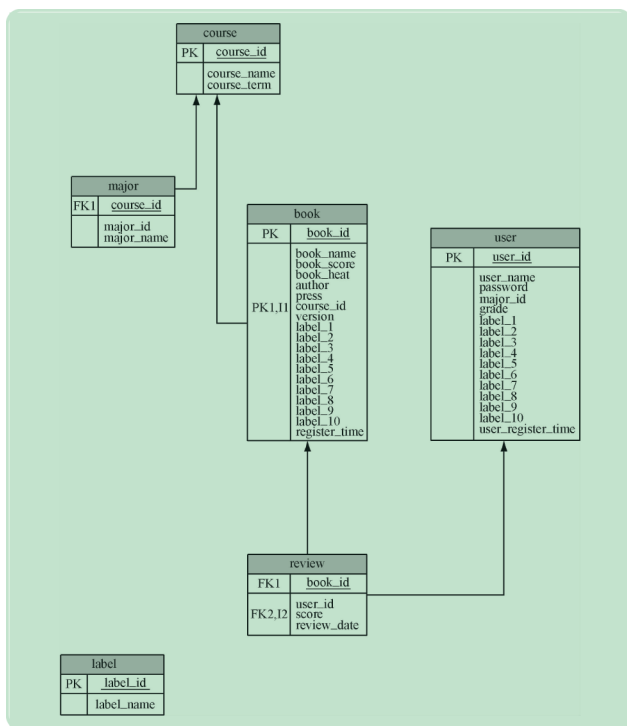 course
PK course_id
course_name
course_term
major
FK1 course_id
major_id
major_name
book
PK book_id
book_name
book_score
book_heat
author
press
PK1,I1 course_id
version
label_1
label_2
label_3
label_4
label_5
label_6
label_7
label_8
label_9
label_10
register_time
user
PK user_id
user_name
password
major_id
grade
label_1
label_2
label_3
label_4
label_5
label_6
label_7
label_8
label_9
label_10
user_register_time
review
FK1 book_id
FK2,I2 user_id
score
review_date
label
PK label_id
label_name